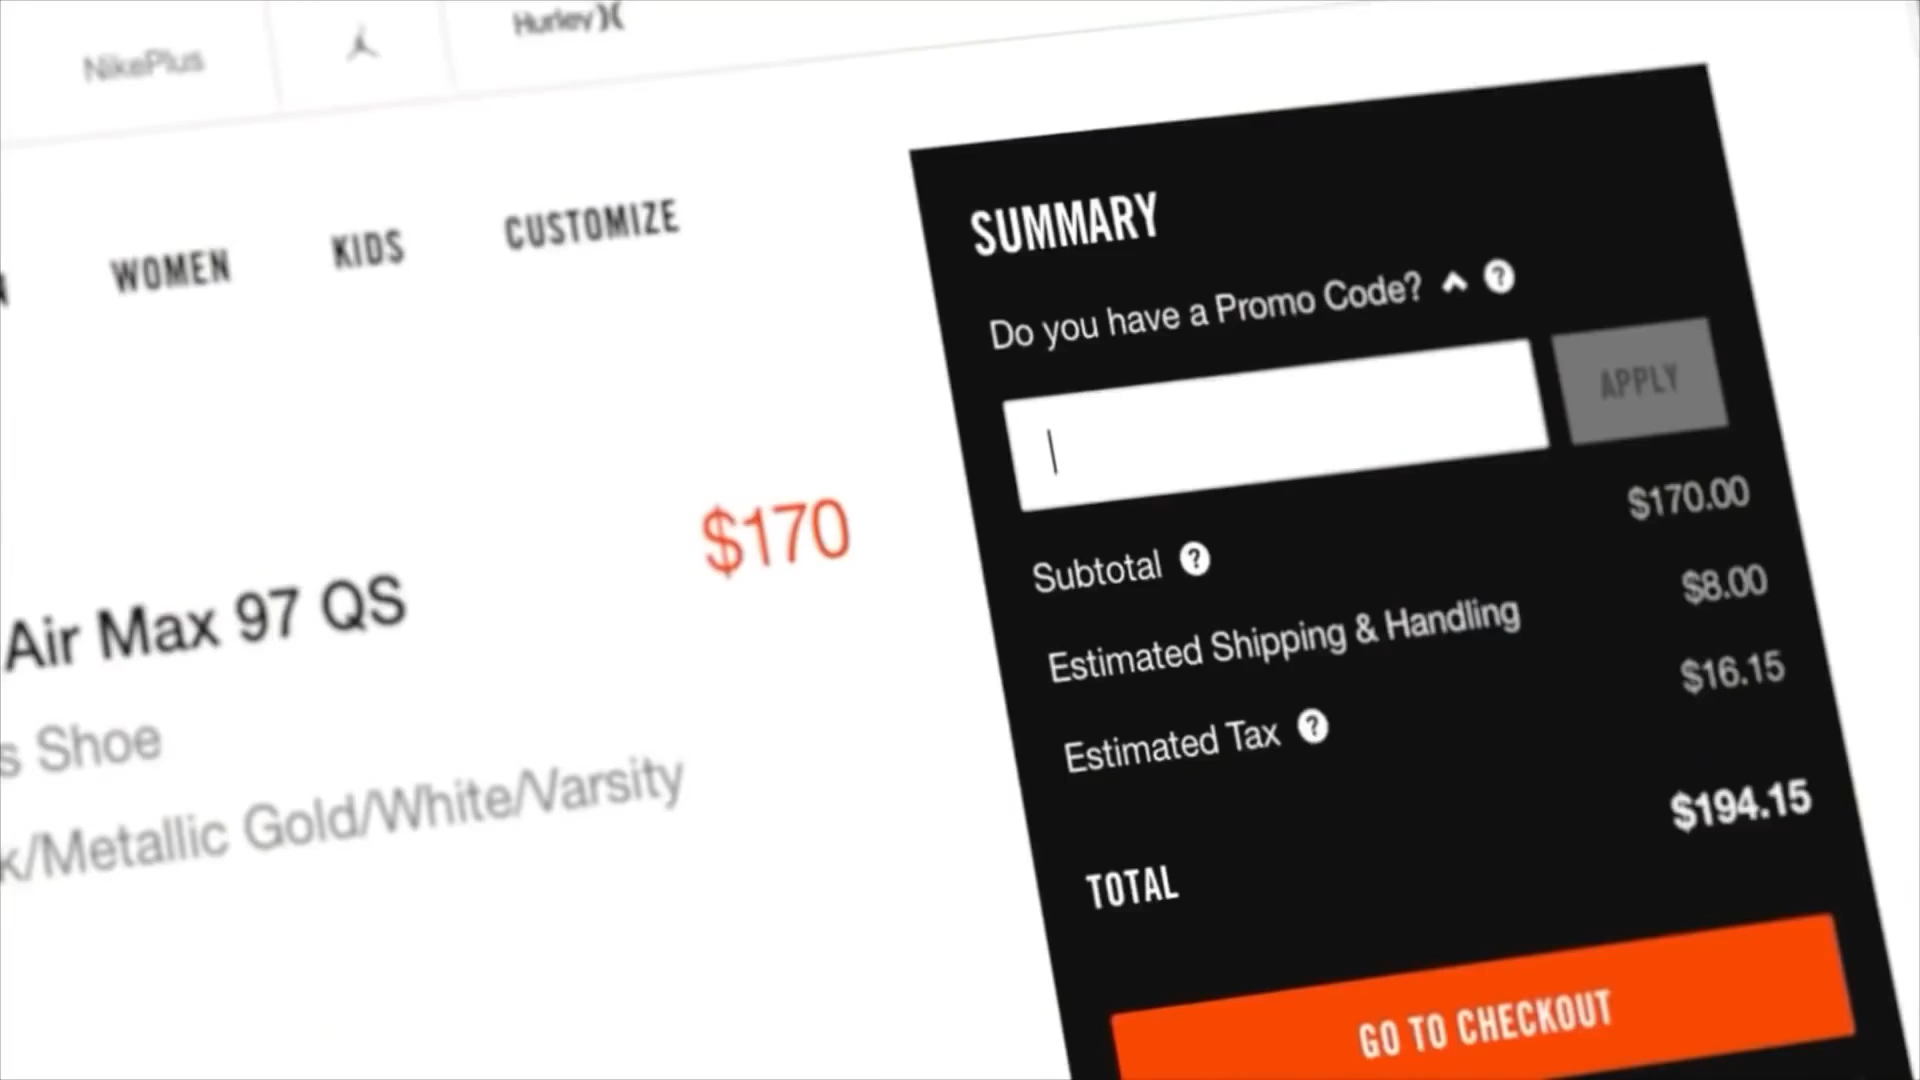 NikePlus
Hurley
WOMEN KIDS CUSTOMIZE
$170
Air Max 97 QS
s Shoe
k/Metallic Gold/White/Varsity
SUMMARY
Do you have a Promo Code? ?
APPLY
Subtotal ? $170.00
Estimated Shipping & Handling $8.00
Estimated Tax ? $16.15
TOTAL $194.15
GO TO CHECKOUT